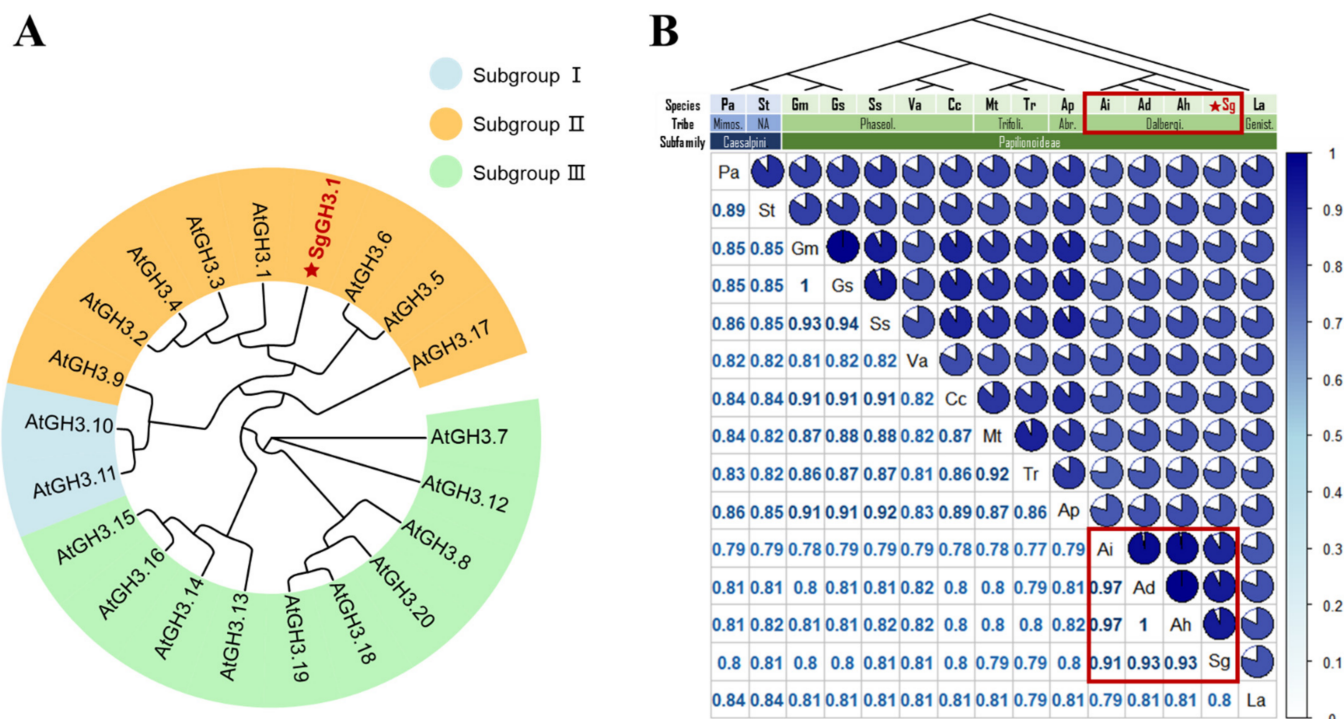 A
Subgroup Ⅰ
Subgroup Ⅱ
Subgroup Ⅲ
AtGH3.9
AtGH3.2
AtGH3.4
AtGH3.3
AtGH3.1
★SgGH3.1
AtGH3.6
AtGH3.5
AtGH3.17
AtGH3.7
AtGH3.12
AtGH3.8
AtGH3.20
AtGH3.18
AtGH3.19
AtGH3.13
AtGH3.14
AtGH3.16
AtGH3.15
AtGH3.11
AtGH3.10
B
Species Pa St Gm Gs Ss Va Cc Mt Tr Ap Ai Ad Ah ★Sg La
Tribe Mimos. NA Phaseol. Trifoli. Abr. Dalbergi. Genist.
Subfamily Caesalpini Papilionoideae
Pa
0.89 St
0.85 0.85 Gm
0.85 0.85 1 Gs
0.86 0.85 0.93 0.94 Ss
0.82 0.82 0.81 0.82 0.82 Va
0.84 0.84 0.91 0.91 0.91 0.82 Cc
0.84 0.82 0.87 0.88 0.88 0.82 0.87 Mt
0.83 0.82 0.86 0.87 0.87 0.81 0.86 0.92 Tr
0.86 0.85 0.91 0.91 0.92 0.83 0.89 0.87 0.86 Ap
0.79 0.79 0.78 0.79 0.79 0.79 0.78 0.78 0.77 0.79 Ai
0.81 0.81 0.8 0.81 0.81 0.82 0.8 0.8 0.79 0.81 0.97 Ad
0.81 0.82 0.81 0.81 0.82 0.82 0.8 0.8 0.8 0.82 0.97 1 Ah
0.8 0.81 0.8 0.8 0.81 0.81 0.8 0.79 0.79 0.8 0.91 0.93 0.93 Sg
0.84 0.84 0.81 0.81 0.81 0.81 0.81 0.81 0.79 0.81 0.79 0.81 0.81 0.8 La
1
0.9
0.8
0.7
0.6
0.5
0.4
0.3
0.2
0.1
0